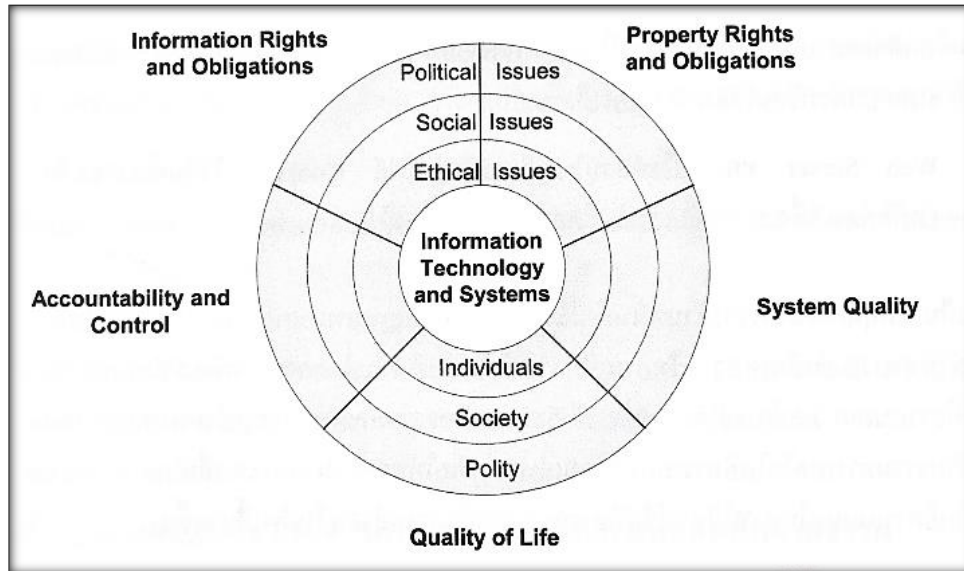 Information Rights
and Obligations
Property Rights
and Obligations
Political Issues
Social Issues
Ethical Issues
Information
Technology
and Systems
Accountability and
Control
System Quality
Individuals
Society
Polity
Quality of Life